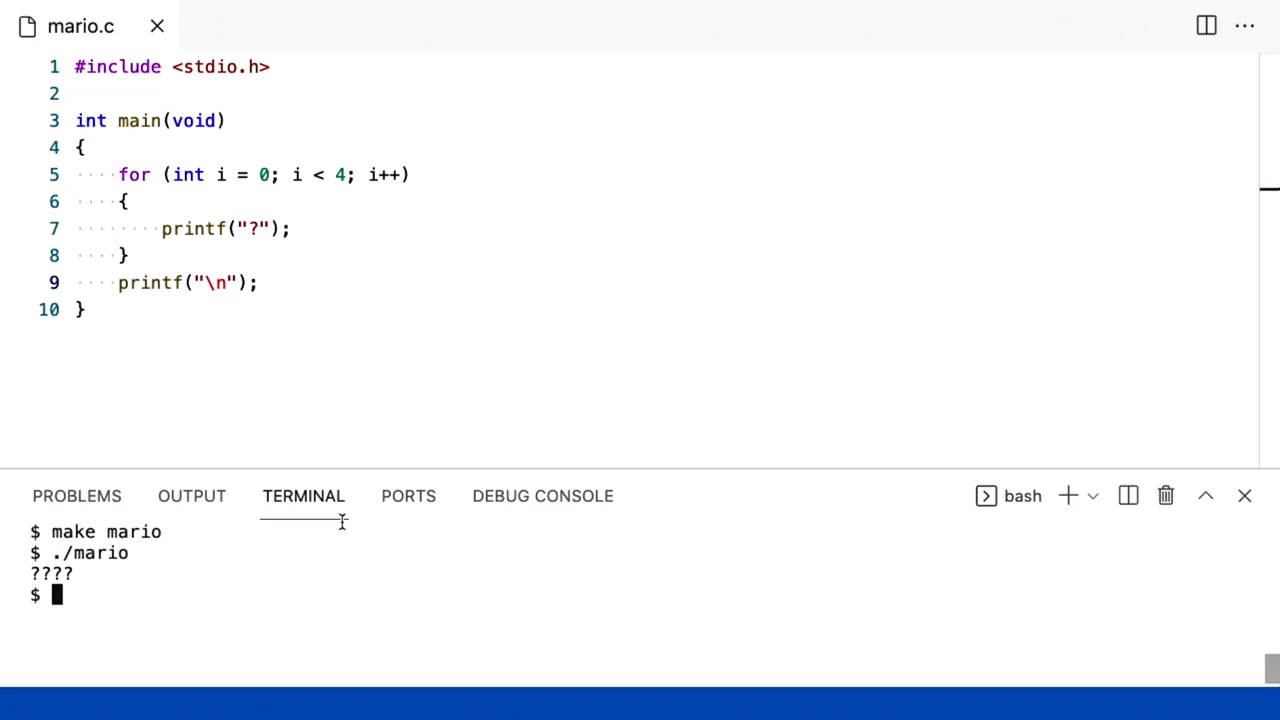 mario.c
1 #include <stdio.h>
2
3 int main(void)
4 {
5 ····for (int i = 0; i < 4; i++)
6 ····{
7 ········printf("?");
8 ····}
9 ····printf("\n");
10 }
PROBLEMS OUTPUT TERMINAL PORTS DEBUG CONSOLE bash
$ make mario
$ ./mario
????
$